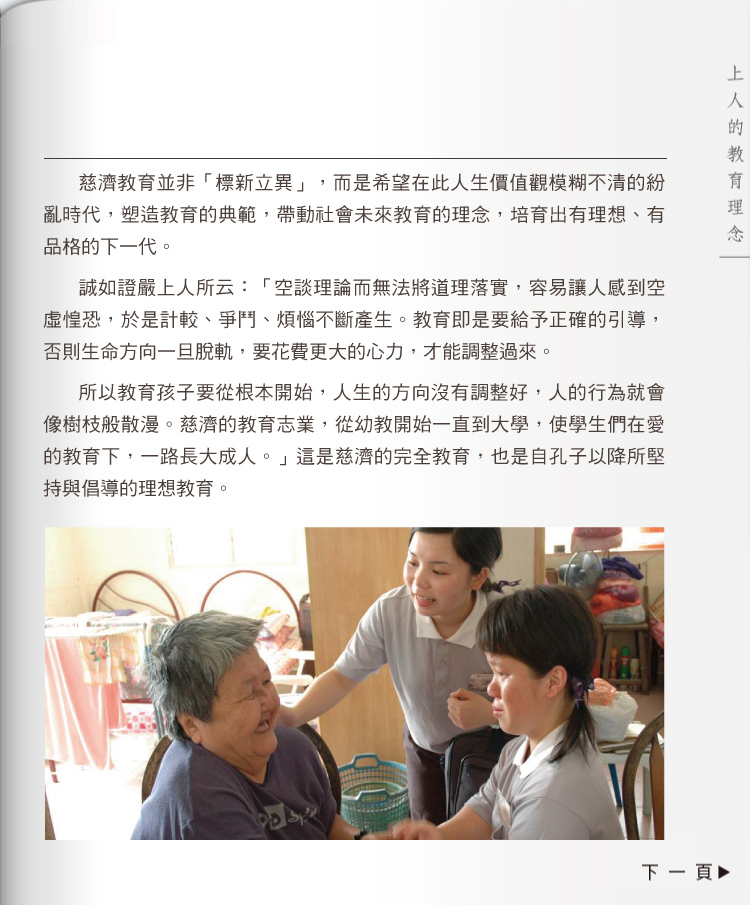 上人的教育理念
慈濟教育並非「標新立異」，而是希望在此人生價值觀模糊不清的紛
亂時代，塑造教育的典範，帶動社會未來教育的理念，培育出有理想、有
品格的下一代。
誠如證嚴上人所云：「空談理論而無法將道理落實，容易讓人感到空
虛惶恐，於是計較、爭鬥、煩惱不斷產生。教育即是要給予正確的引導，
否則生命方向一旦脫軌，要花費更大的心力，才能調整過來。
所以教育孩子要從根本開始，人生的方向沒有調整好，人的行為就會
像樹枝般散漫。慈濟的教育志業，從幼教開始一直到大學，使學生們在愛
的教育下，一路長大成人。」這是慈濟的完全教育，也是自孔子以降所堅
持與倡導的理想教育。
下一頁▶